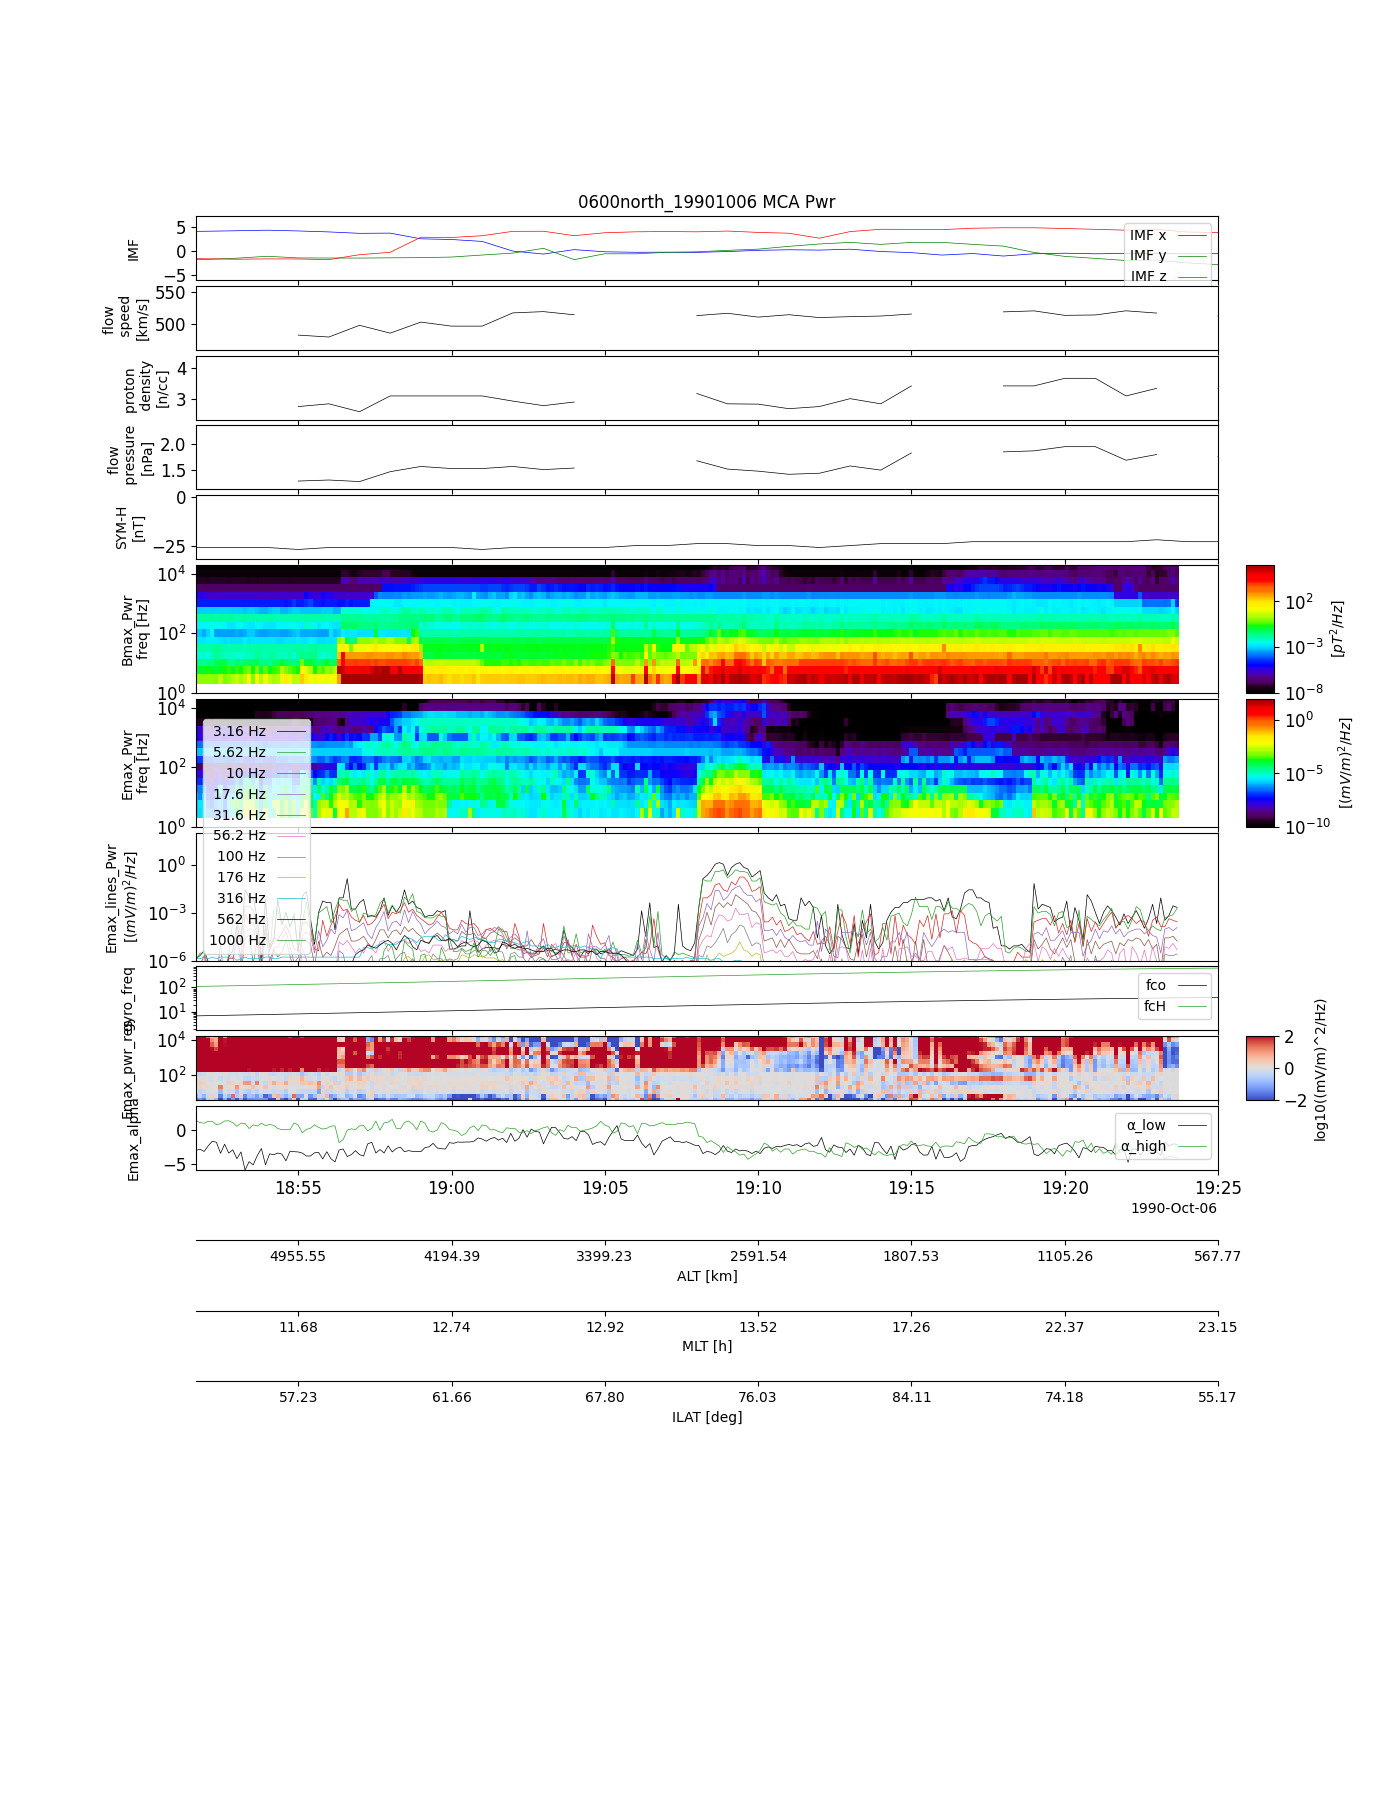 0600north_19901006 MCA Pwr
IMF
5
0
−5
IMF x
IMF y
IMF z
flow
speed
[km/s]
550
500
proton
density
[n/cc]
4
3
flow
pressure
[nPa]
2.0
1.5
SYM-H
[nT]
0
−25
Bmax_Pwr
freq [Hz]
10^4
10^2
10^0
10^2
10^−3
10^−8
[pT^2/Hz]
Emax_Pwr
freq [Hz]
10^4
10^2
10^0
10^0
10^−5
10^−10
[(mV/m)^2/Hz]
3.16 Hz
5.62 Hz
10 Hz
17.6 Hz
31.6 Hz
56.2 Hz
100 Hz
176 Hz
316 Hz
562 Hz
1000 Hz
Emax_lines_Pwr
[(mV/m)^2/Hz]
10^0
10^−3
10^−6
gyro_freq
10^2
10^1
fco
fcH
Emax_pwr_rej
10^4
10^2
2
0
−2
log10((mV/m)^2/Hz)
Emax_alpha
0
−5
α_low
α_high
18:55 19:00 19:05 19:10 19:15 19:20 19:25
1990-Oct-06
4955.55 4194.39 3399.23 2591.54 1807.53 1105.26 567.77
ALT [km]
11.68 12.74 12.92 13.52 17.26 22.37 23.15
MLT [h]
57.23 61.66 67.80 76.03 84.11 74.18 55.17
ILAT [deg]